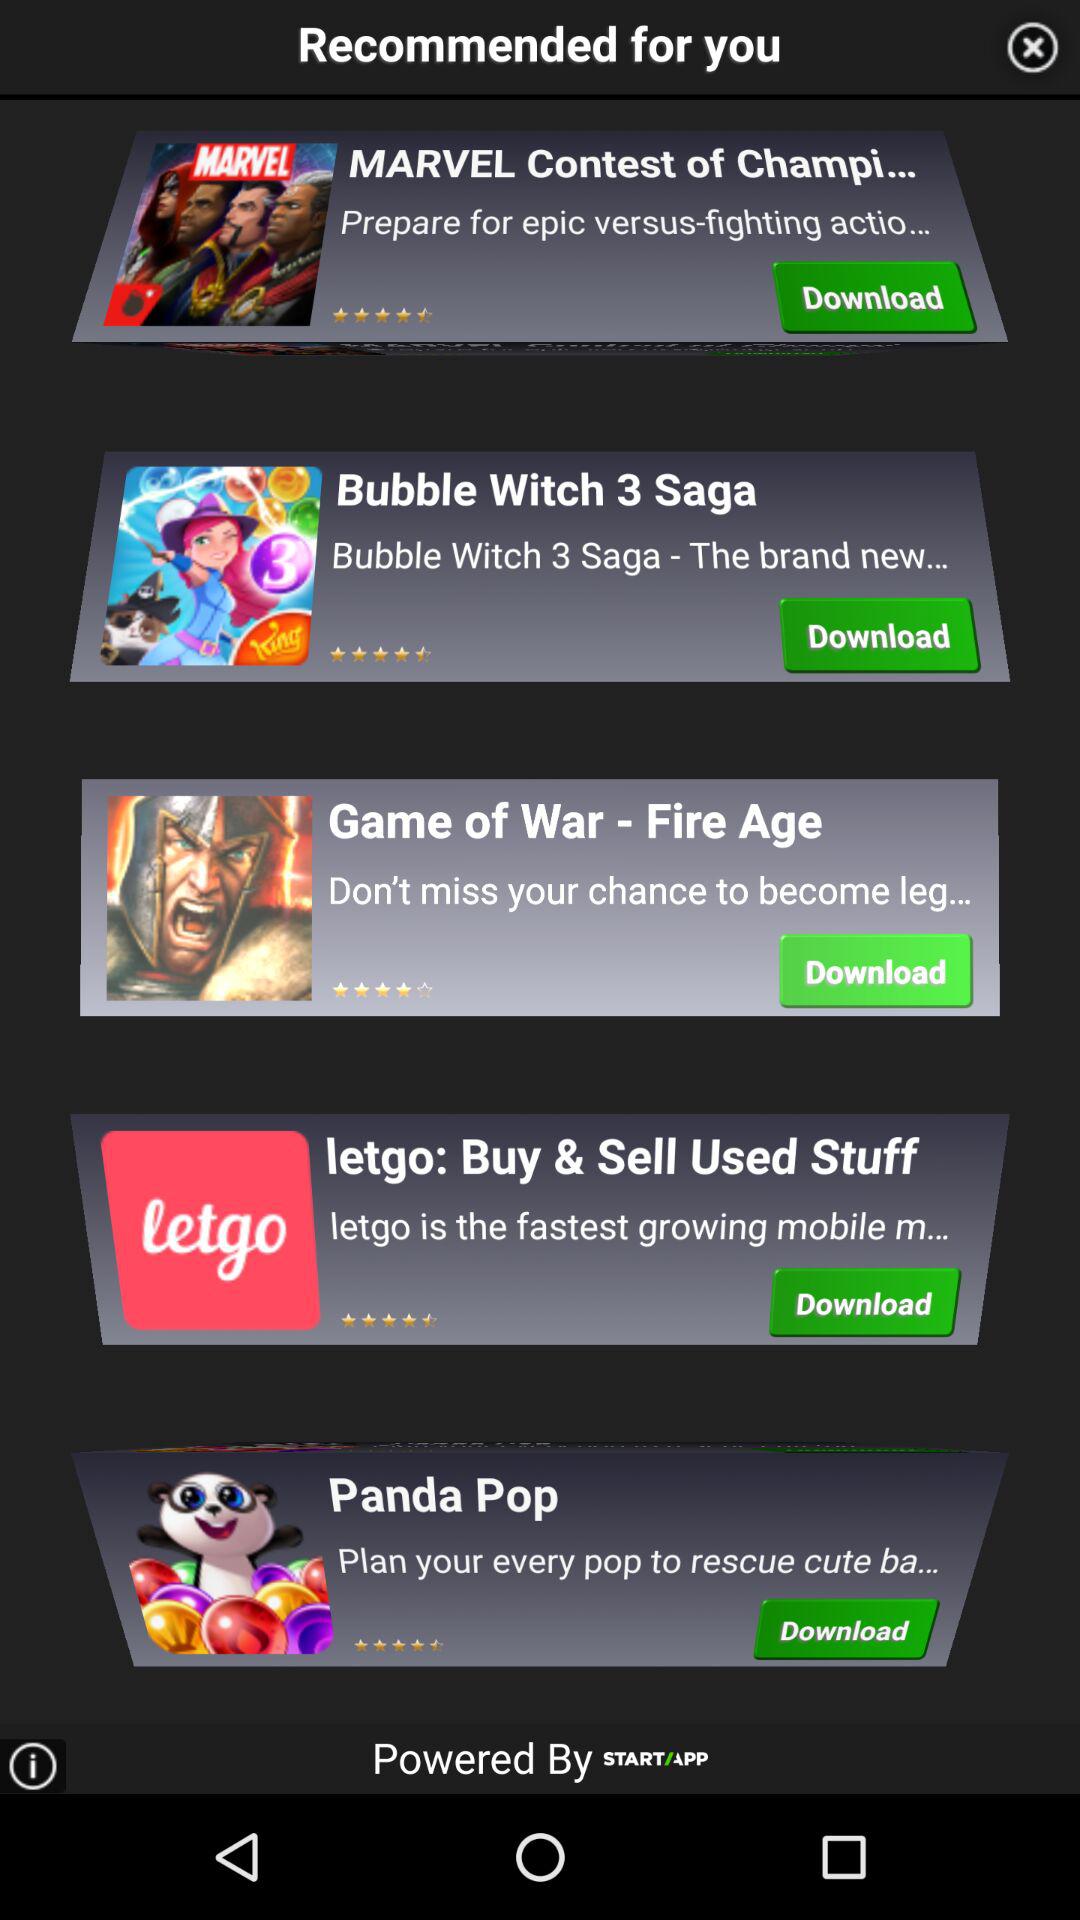 Recommended for you
MARVEL
MARVEL Contest of Champi...
Prepare for epic versus-fighting actio...
Download
Bubble Witch 3 Saga
3
King
Bubble Witch 3 Saga - The brand new...
Download
Game of War - Fire Age
Don't miss your chance to become leg...
Download
letgo
letgo: Buy & Sell Used Stuff
letgo is the fastest growing mobile m...
Download
Panda Pop
Plan your every pop to rescue cute ba...
Download
Powered By START/APP